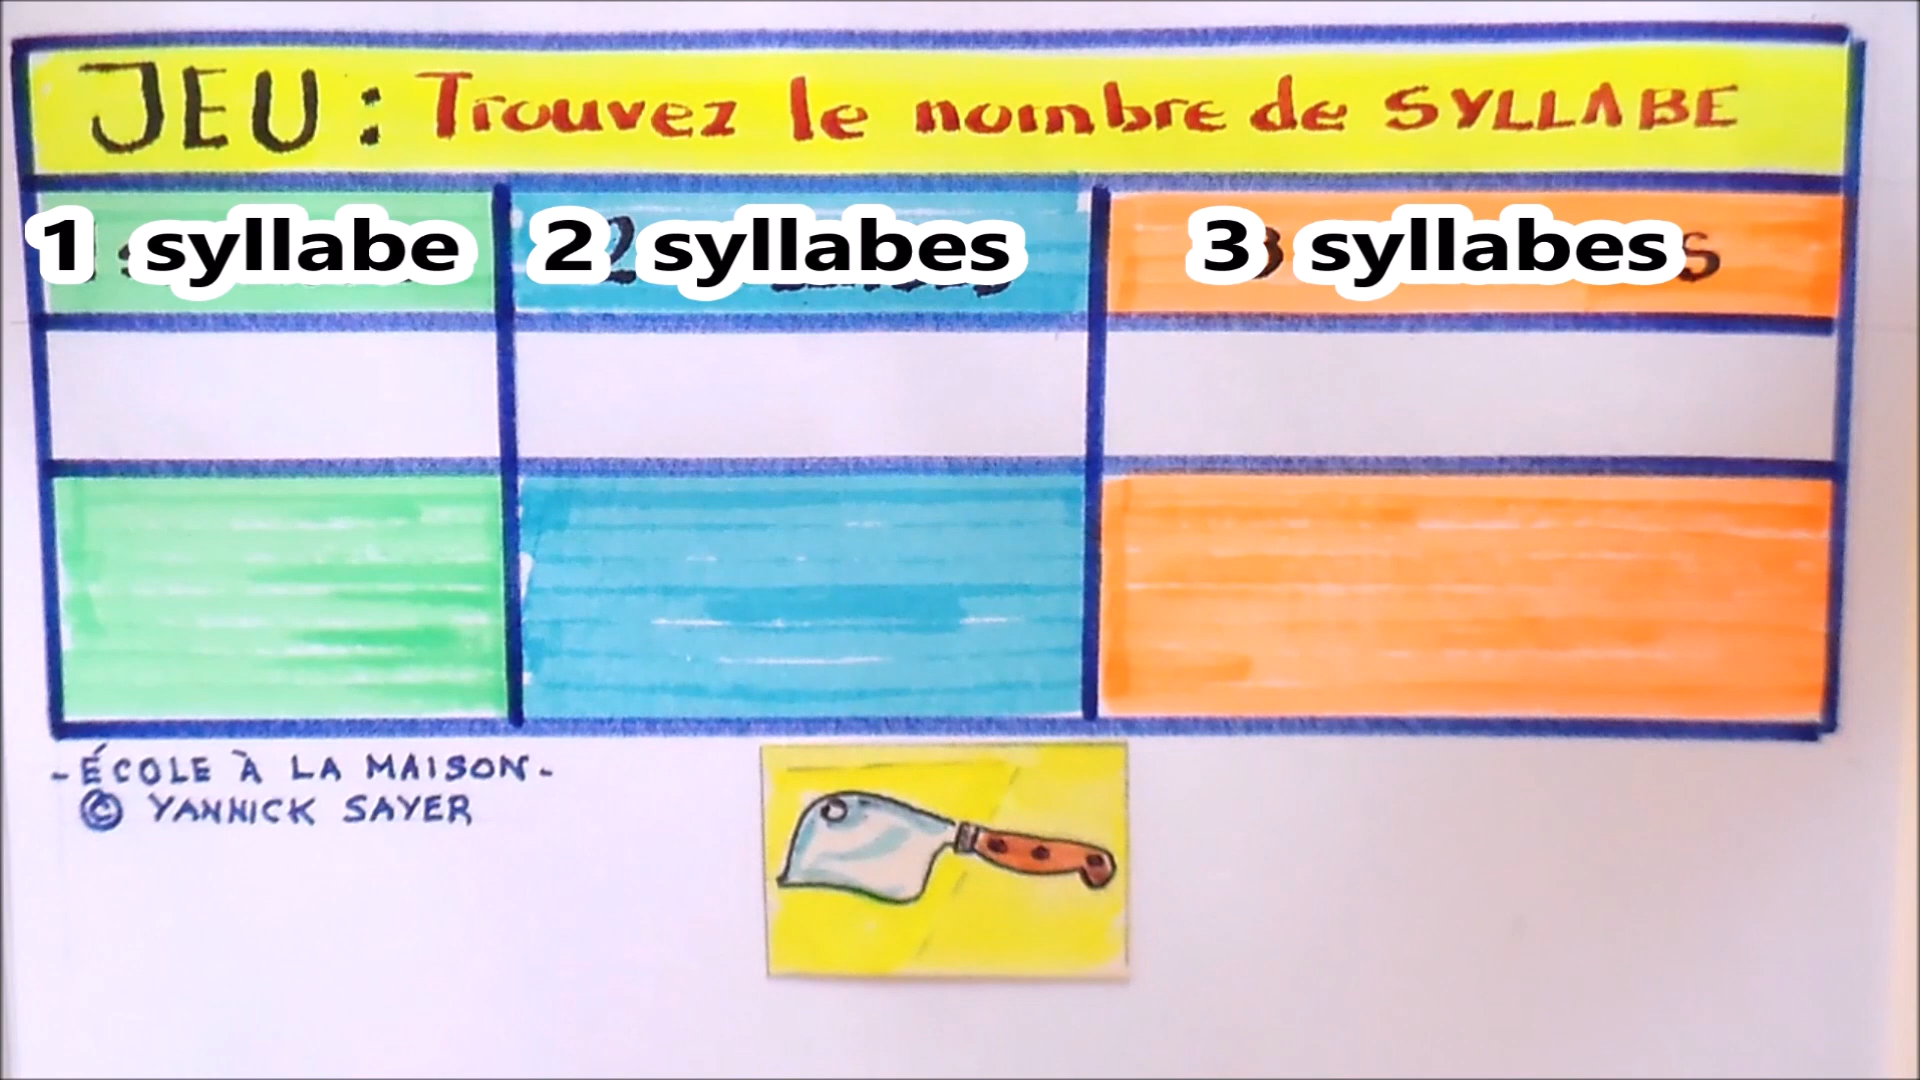 JEU : Trouvez le nombre de SYLLABE
1 syllabe 2 syllabes 3 syllabes
- ÉCOLE À LA MAISON -
© YANNICK SAYER